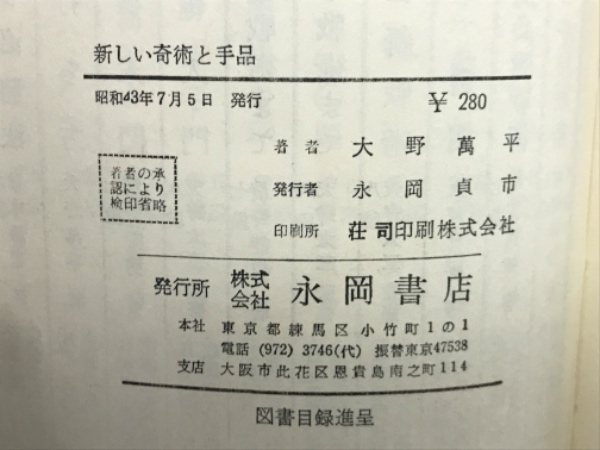 新しい奇術と手品
昭和43年7月5日 発行 ¥ 280
著者 大野萬平
著者の承
認により
検印省略
発行者 永岡貞市
印刷所 荘司印刷株式会社
発行所 株式会社 永岡書店
本社 東京都練馬区小竹町1の1
電話 (972) 3746(代) 振替東京47538
支店 大阪市此花区恩貴島南之町114
図書目録進呈